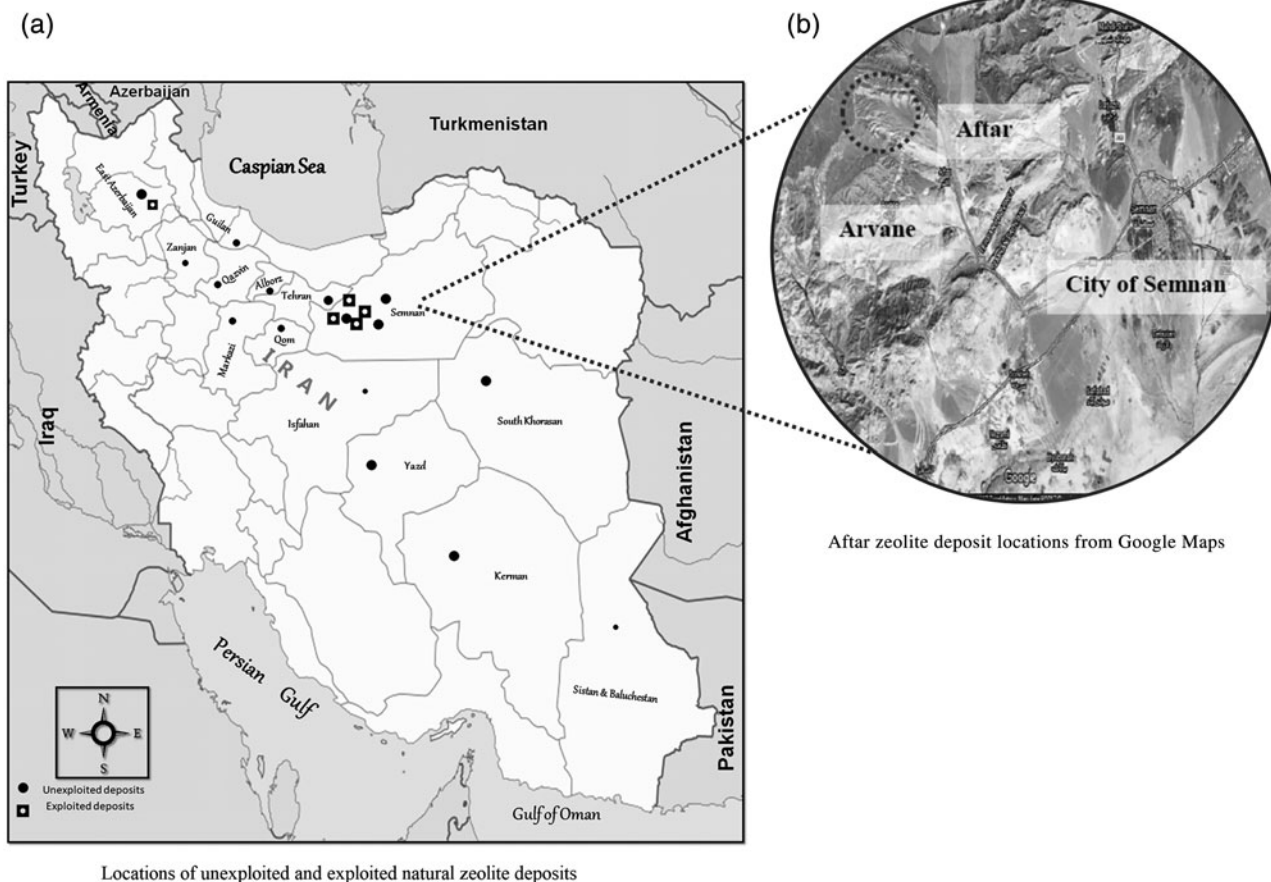 (a)
(b)
Azerbaijan
Armenia
Turkey
Turkmenistan
Caspian Sea
East Azerbaijan
Guilan
Zanjan
Qazvin
Alborz
Tehran
Semnan
Markazi
Qom
IRAN
Isfahan
South Khorasan
Yazd
Iraq
Afghanistan
Kerman
Persian Gulf
Sistan & Baluchestan
Pakistan
Gulf of Oman
N
W E
S
Unexploited deposits
Exploited deposits
Locations of unexploited and exploited natural zeolite deposits
Aftar
Arvane
City of Semnan
Google
Aftar zeolite deposit locations from Google Maps